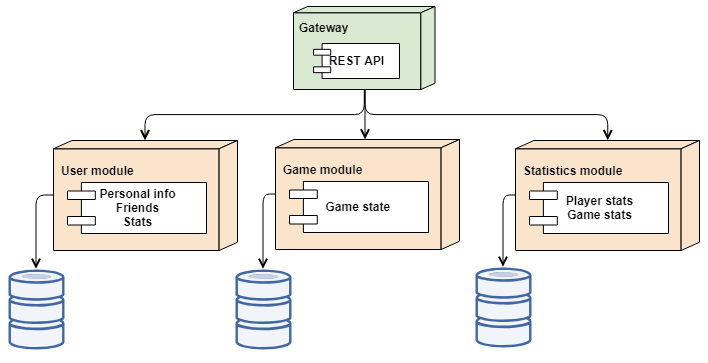 Gateway
REST API
User module
Personal info
Friends
Stats
Game module
Game state
Statistics module
Player stats
Game stats